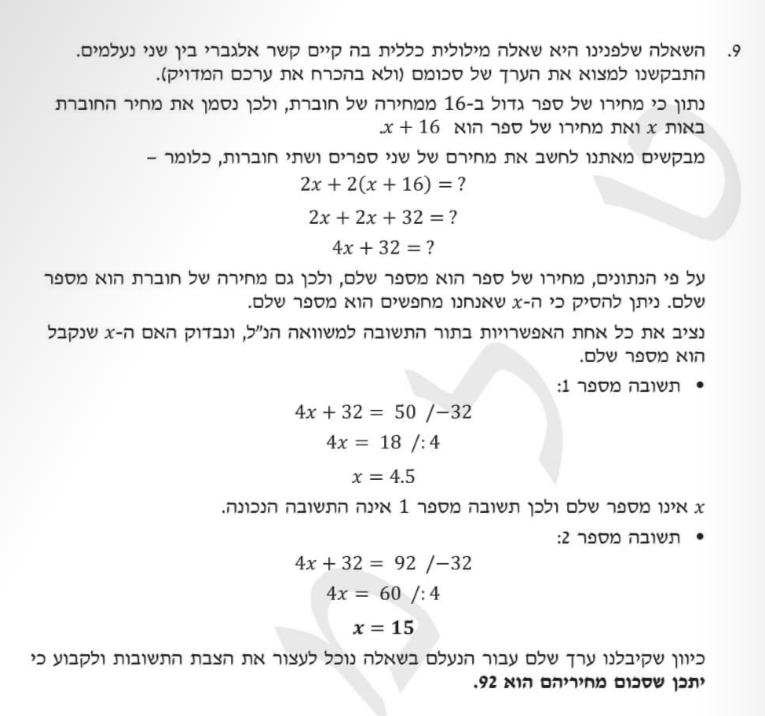 9. השאלה שלפנינו היא שאלה מילולית כללית בה קיים קשר אלגברי בין שני נעלמים.
התבקשנו למצוא את הערך של סכומם (ולא בהכרח את ערכם המדויק).
נתון כי מחירו של ספר גדול ב-16 ממחירה של חוברת, ולכן נסמן את מחיר החוברת
באות x ואת מחירו של ספר הוא x + 16.
מבקשים מאתנו לחשב את מחירם של שני ספרים ושתי חוברות, כלומר –
2x + 2(x + 16) = ?
2x + 2x + 32 = ?
4x + 32 = ?
על פי הנתונים, מחירו של ספר הוא מספר שלם, ולכן גם מחירה של חוברת הוא מספר
שלם. ניתן להסיק כי ה-x שאנחנו מחפשים הוא מספר שלם.
נציב את כל אחת האפשרויות בתור התשובה למשוואה הנ"ל, ונבדוק האם ה-x שנקבל
הוא מספר שלם.
• תשובה מספר 1:
4x + 32 = 50 /−32
4x = 18 /: 4
x = 4.5
x אינו מספר שלם ולכן תשובה מספר 1 אינה התשובה הנכונה.
• תשובה מספר 2:
4x + 32 = 92 /−32
4x = 60 /: 4
x = 15
כיוון שקיבלנו ערך שלם עבור הנעלם בשאלה נוכל לעצור את הצבת התשובות ולקבוע כי
יתכן שסכום מחיריהם הוא 92.